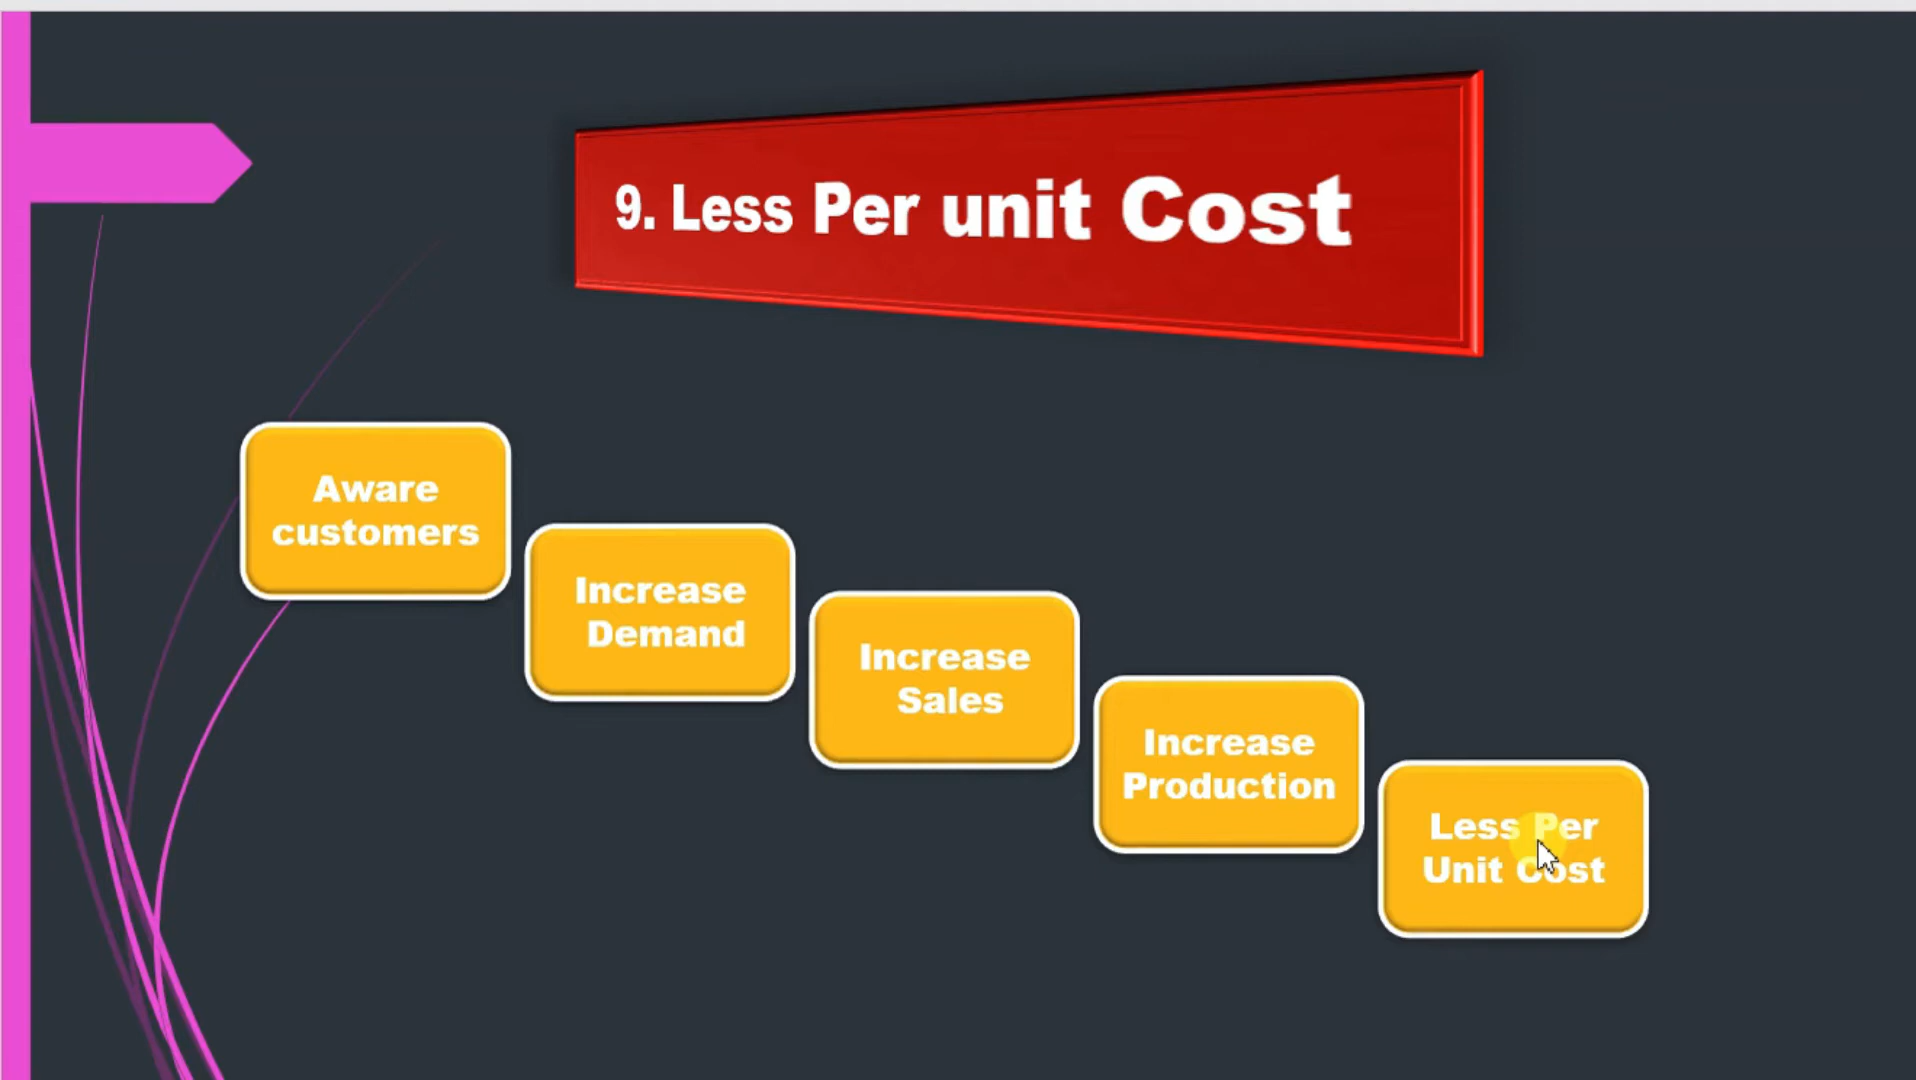 9. Less Per unit Cost
Aware
customers
Increase
Demand
Increase
Sales
Increase
Production
Less Per
Unit Cost